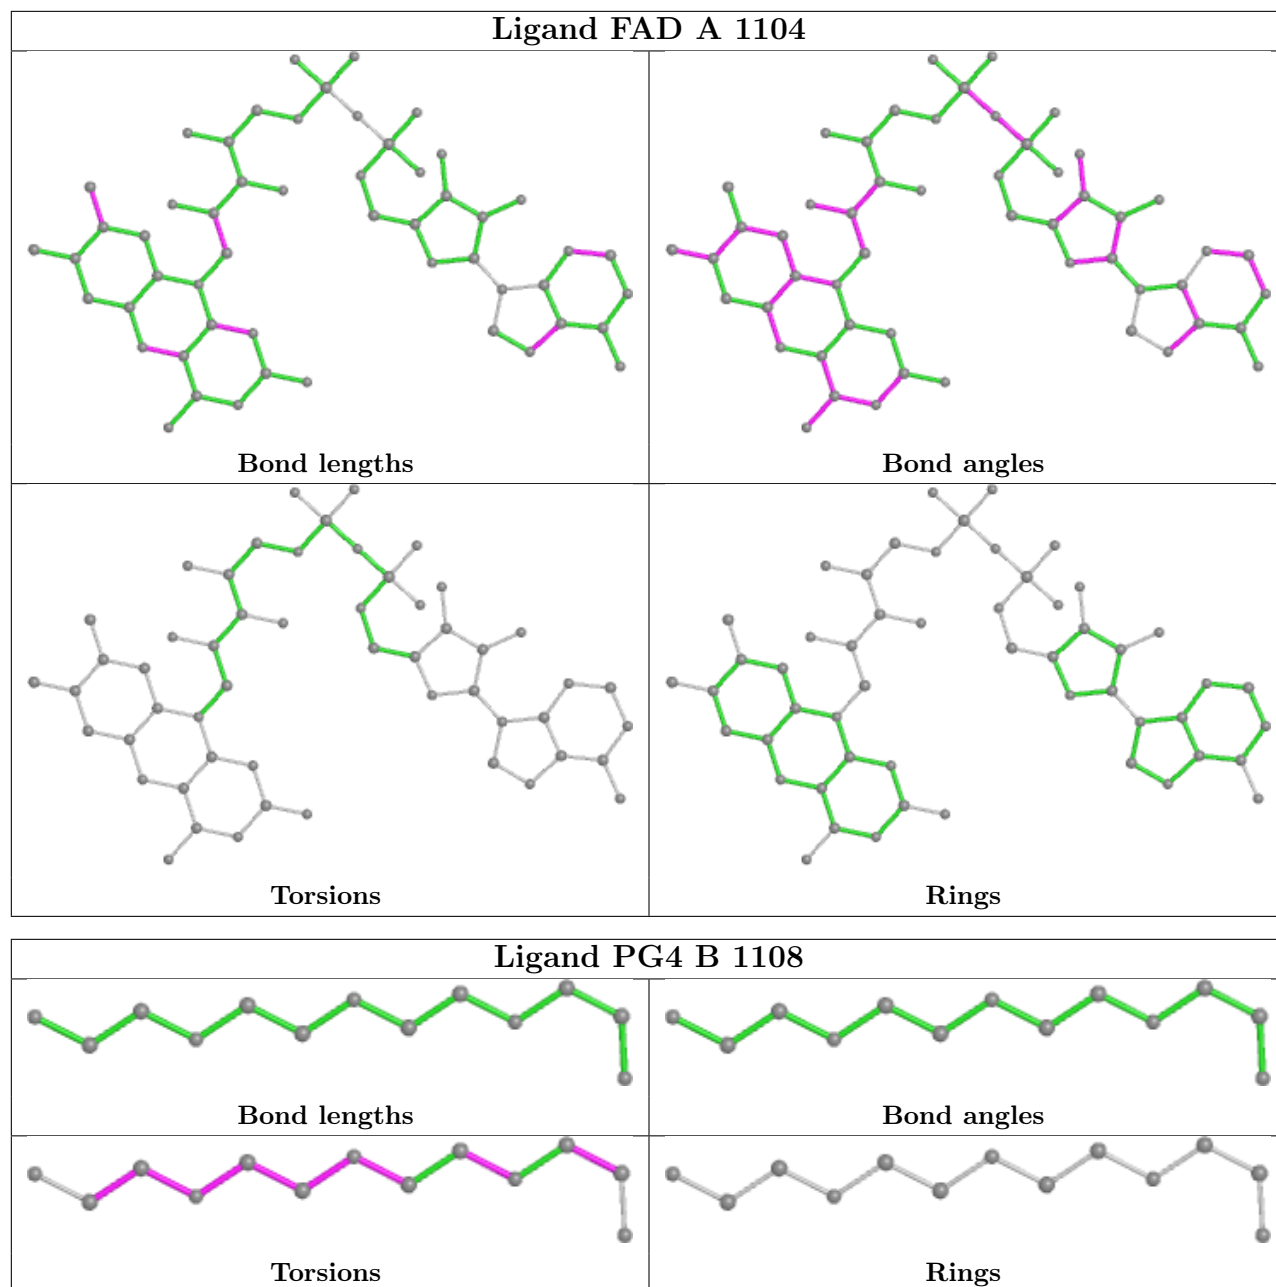 Ligand FAD A 1104
Bond lengths
Bond angles
Torsions
Rings
Ligand PG4 B 1108
Bond lengths
Bond angles
Torsions
Rings